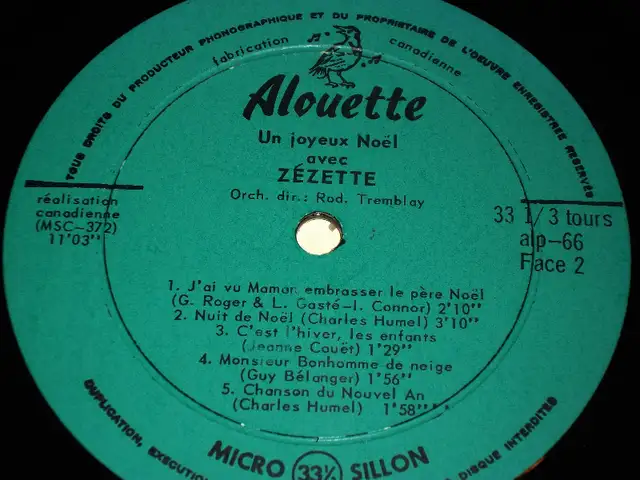 TOUS DROITS DU PRODUCTEUR PHONOGRAPHIQUE ET DU PROPRIETAIRE DE L'OEUVRE ENREGISTREE RESERVES
fabrication canadienne
Alouette
Un joyeux Noël
avec
ZÉZETTE
Orch. dir.: Rod. Tremblay
réalisation
canadienne
(MSC-372)
11'03"
33 1/3 tours
alp-66
Face 2
1. J'ai vu Maman embrasser le père Noël
(G. Roger & L. Gasté-I. Connor) 2'10"
2. Nuit de Noël (Charles Humel) 3'10"
3. C'est l'hiver, les enfants
(Jeanne Couët) 1'29"
4. Monsieur Bonhomme de neige
(Guy Bélanger) 1'56"
5. Chanson du Nouvel An
(Charles Humel) 1'58""
MICRO 33⅓ SILLON
DUPLICATION, EXECUTION DISQUE INTERDITES